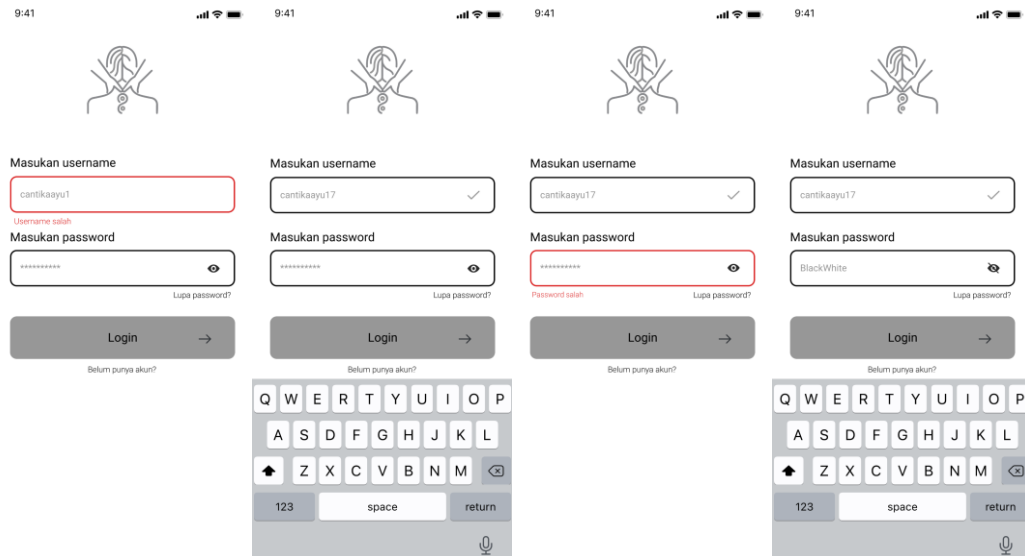 9:41
Masukan username
cantikaayu1
Username salah
Masukan password
**********
Lupa password?
Login
Belum punya akun?
9:41
Masukan username
cantikaayu17
Masukan password
**********
Lupa password?
Login
Belum punya akun?
Q W E R T Y U I O P
A S D F G H J K L
Z X C V B N M
123 space return
9:41
Masukan username
cantikaayu17
Masukan password
**********
Password salah Lupa password?
Login
Belum punya akun?
9:41
Masukan username
cantikaayu17
Masukan password
BlackWhite
Lupa password?
Login
Belum punya akun?
Q W E R T Y U I O P
A S D F G H J K L
Z X C V B N M
123 space return